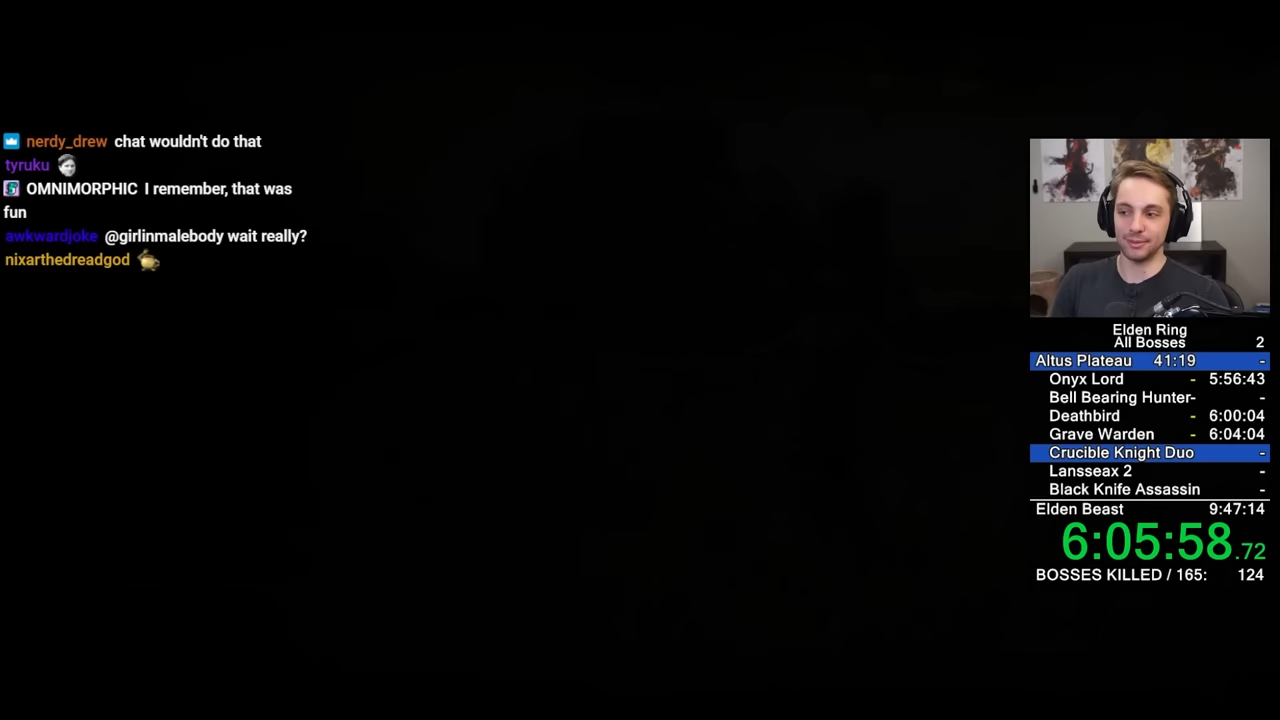 nerdy_drew chat wouldn't do that
tyruku
OMNIMORPHIC I remember, that was
fun
awkwardjoke @girlinmalebody wait really?
nixarthedreadgod
Elden Ring
All Bosses 2
Altus Plateau 41:19 -
Onyx Lord - 5:56:43
Bell Bearing Hunter- -
Deathbird - 6:00:04
Grave Warden - 6:04:04
Crucible Knight Duo -
Lansseax 2 -
Black Knife Assassin -
Elden Beast 9:47:14
6:05:58.72
BOSSES KILLED / 165: 124